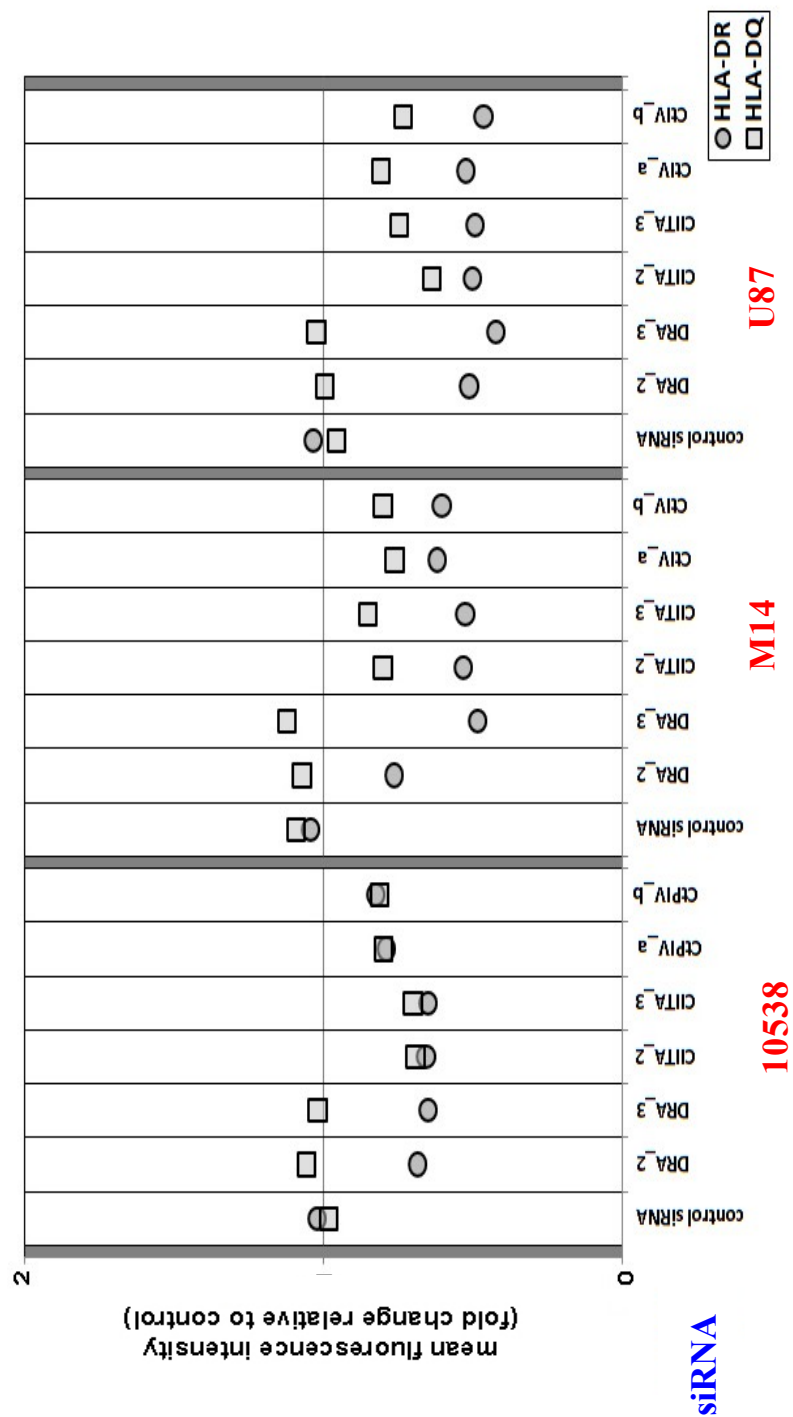 mean fluorescence intensity
(fold change relative to control)
2
0
siRNA
control siRNA
DRA_2
DRA_3
CIITA_2
CIITA_3
CtPIV_a
CtPIV_b
control siRNA
DRA_2
DRA_3
CIITA_2
CIITA_3
CtIV_a
CtIV_b
control siRNA
DRA_2
DRA_3
CIITA_2
CIITA_3
CtIV_a
CtIV_b
10538
M14
U87
HLA-DR
HLA-DQ